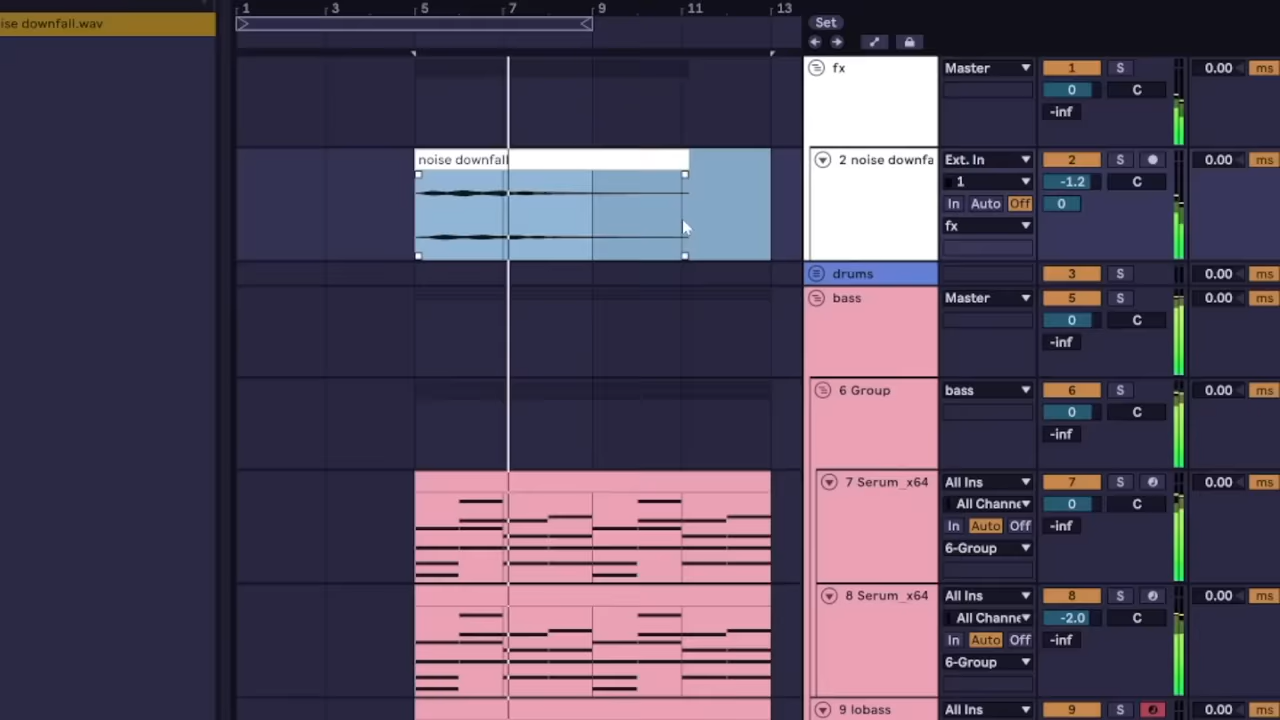 1 3 5 7 9 11 13
ise downfall.wav
Set
fx Master 1 S 0.00 ms
0 C
-inf
noise downfall
2 noise downfa Ext. In 2 S 0.00 ms
1 -1.2 C
In Auto Off 0
fx
drums 3 S 0.00 ms
bass Master 5 S 0.00 ms
0 C
-inf
6 Group bass 6 S 0.00 ms
0 C
-inf
7 Serum_x64 All Ins 7 S 0.00 ms
All Channe 0 C
In Auto Off -inf
6-Group
8 Serum_x64 All Ins 8 S 0.00 ms
All Channe -2.0 C
In Auto Off -inf
6-Group
9 lobass All Ins 9 S 0.00 ms